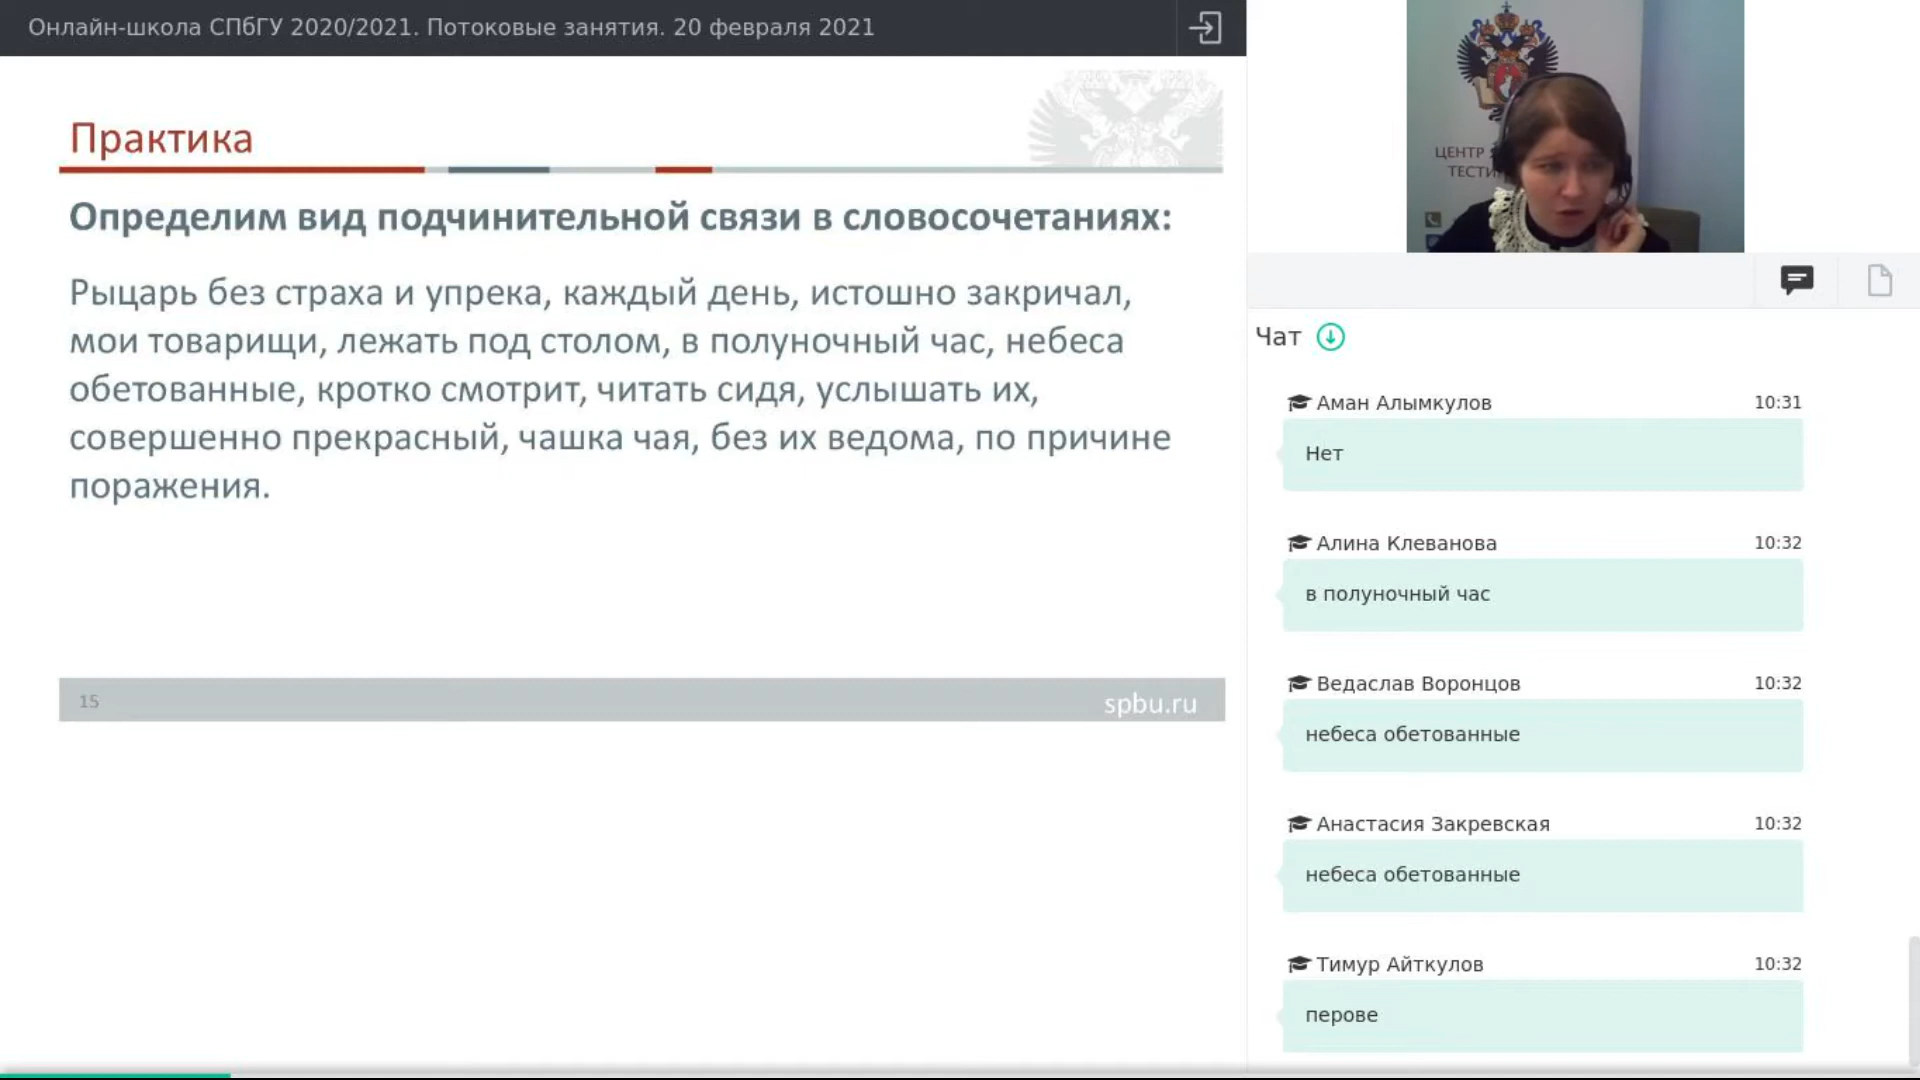 Онлайн-школа СПбГУ 2020/2021. Потоковые занятия. 20 февраля 2021
Практика
Определим вид подчинительной связи в словосочетаниях:
Рыцарь без страха и упрека, каждый день, истошно закричал,
мои товарищи, лежать под столом, в полуночный час, небеса
обетованные, кротко смотрит, читать сидя, услышать их,
совершенно прекрасный, чашка чая, без их ведома, по причине
поражения.
15
spbu.ru
ЦЕНТР
Чат
Аман Алымкулов 10:31
Нет
Алина Клеванова 10:32
в полуночный час
Ведаслав Воронцов 10:32
небеса обетованные
Анастасия Закревская 10:32
небеса обетованные
Тимур Айткулов 10:32
перове